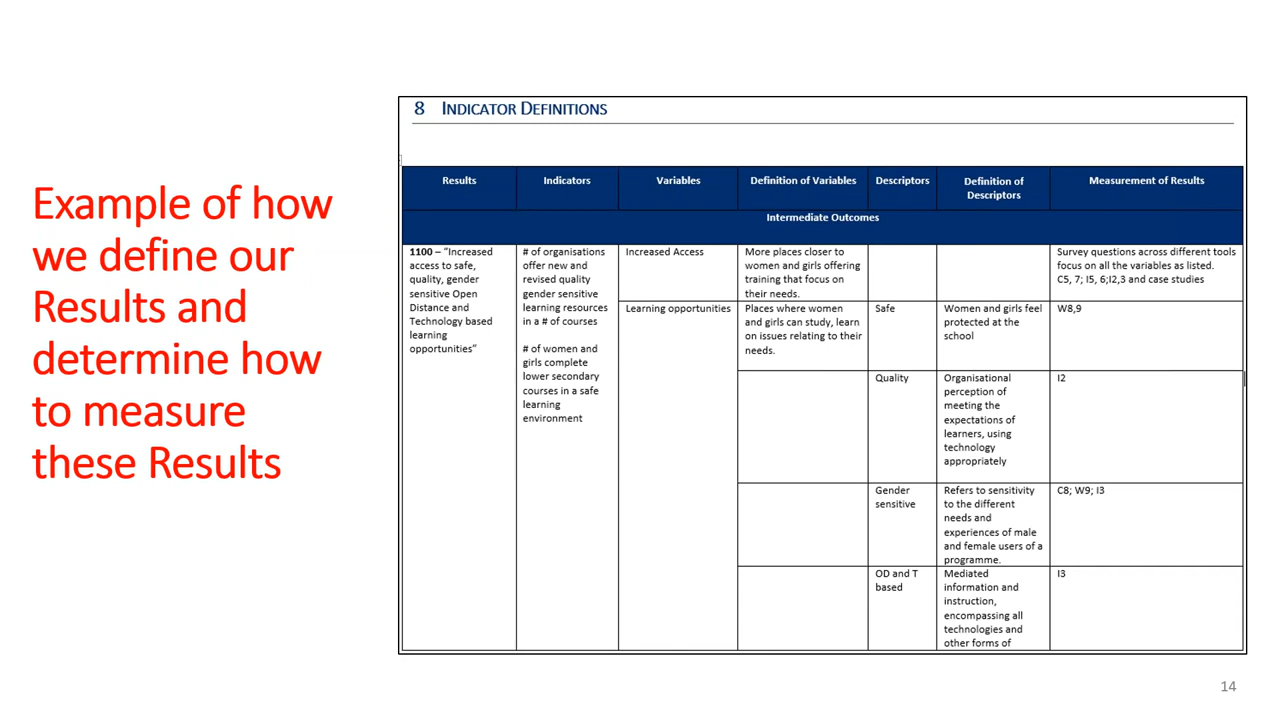 Example of how
we define our
Results and
determine how
to measure
these Results
8 INDICATOR DEFINITIONS
Results
Indicators
Variables
Definition of Variables
Descriptors
Definition of
Descriptors
Measurement of Results
Intermediate Outcomes
1100 – “Increased
access to safe,
quality, gender
sensitive Open
Distance and
Technology based
learning
opportunities”
# of organisations
offer new and
revised quality
gender sensitive
learning resources
in a # of courses
# of women and
girls complete
lower secondary
courses in a safe
learning
environment
Increased Access
More places closer to
women and girls offering
training that focus on
their needs.
Survey questions across different tools
focus on all the variables as listed.
C5, 7; I5, 6;I2,3 and case studies
Learning opportunities
Places where women
and girls can study, learn
on issues relating to their
needs.
Safe
Women and girls feel
protected at the
school
W8,9
Quality
Organisational
perception of
meeting the
expectations of
learners, using
technology
appropriately
I2
Gender
sensitive
Refers to sensitivity
to the different
needs and
experiences of male
and female users of a
programme.
C8; W9; I3
OD and T
based
Mediated
information and
instruction,
encompassing all
technologies and
other forms of
I3
14